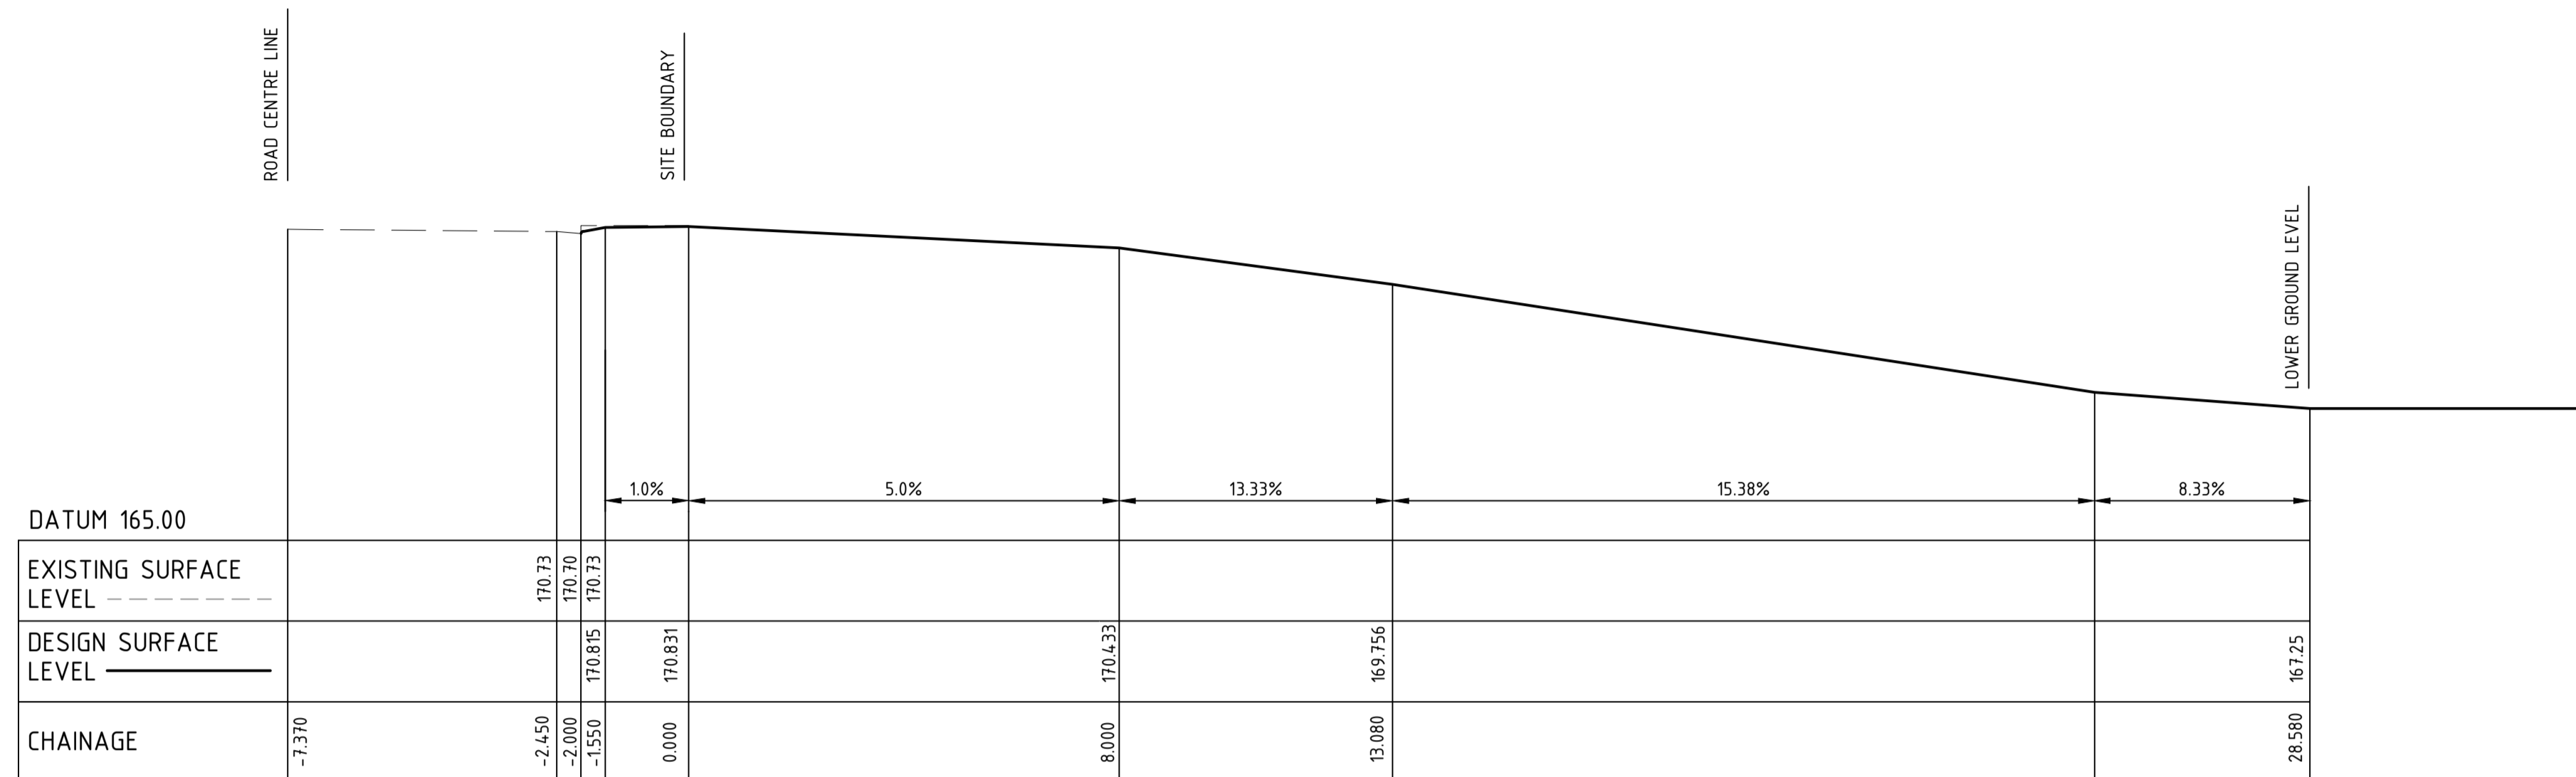 ROAD CENTRE LINE
SITE BOUNDARY
LOWER GROUND LEVEL
1.0%
5.0%
13.33%
15.38%
8.33%
DATUM 165.00
EXISTING SURFACE
LEVEL
170.73
170.70
170.73
DESIGN SURFACE
LEVEL
170.815
170.831
170.433
169.756
167.25
CHAINAGE
-7.370
-2.450
-2.000
-1.550
0.000
8.000
13.080
28.580